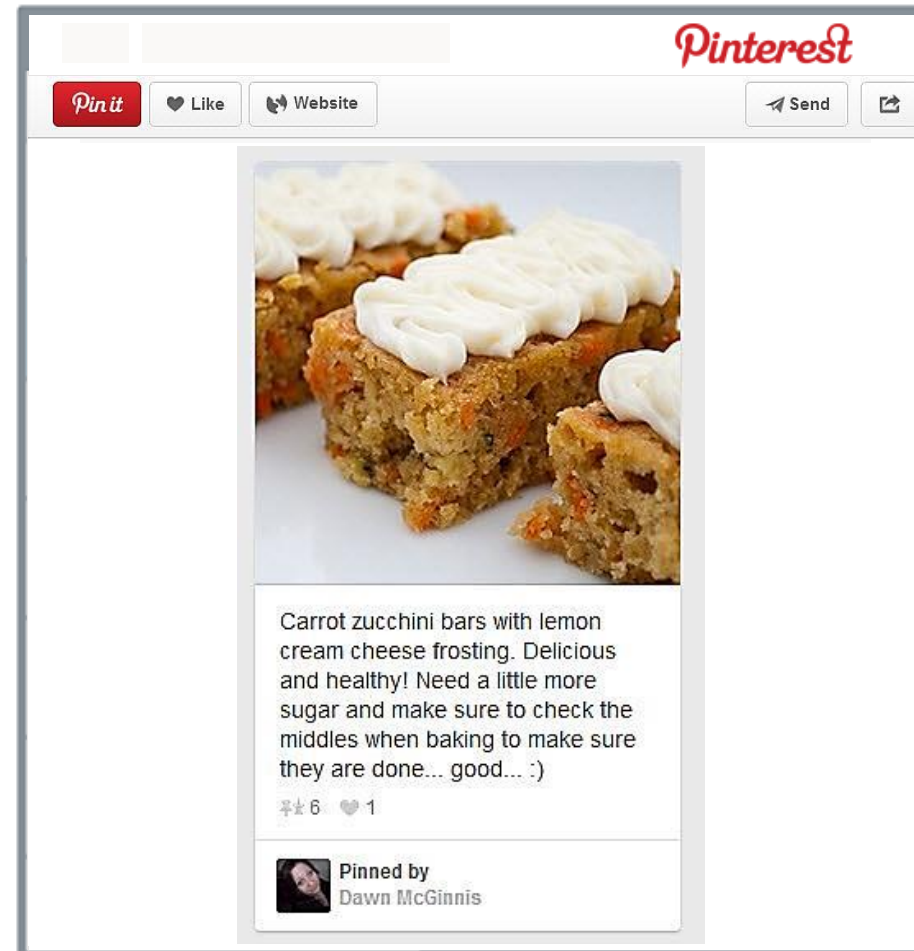 Pinterest
Pin it Like Website Send
Carrot zucchini bars with lemon
cream cheese frosting. Delicious
and healthy! Need a little more
sugar and make sure to check the
middles when baking to make sure
they are done... good... :)
6 1
Pinned by
Dawn McGinnis